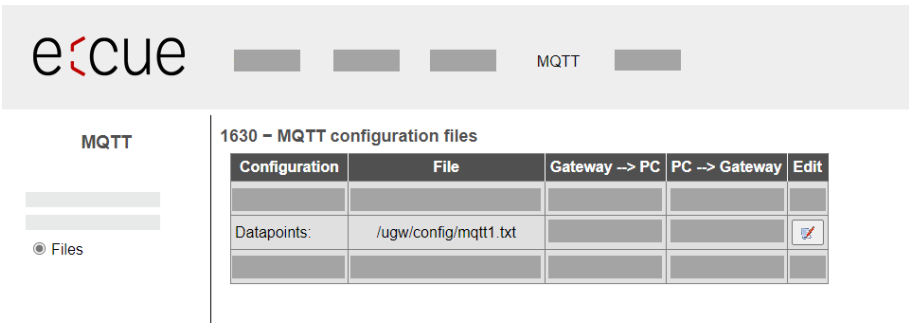 e:cue
MQTT
MQTT
Files
1630 − MQTT configuration files
Configuration File Gateway --> PC PC --> Gateway Edit
Datapoints: /ugw/config/mqtt1.txt